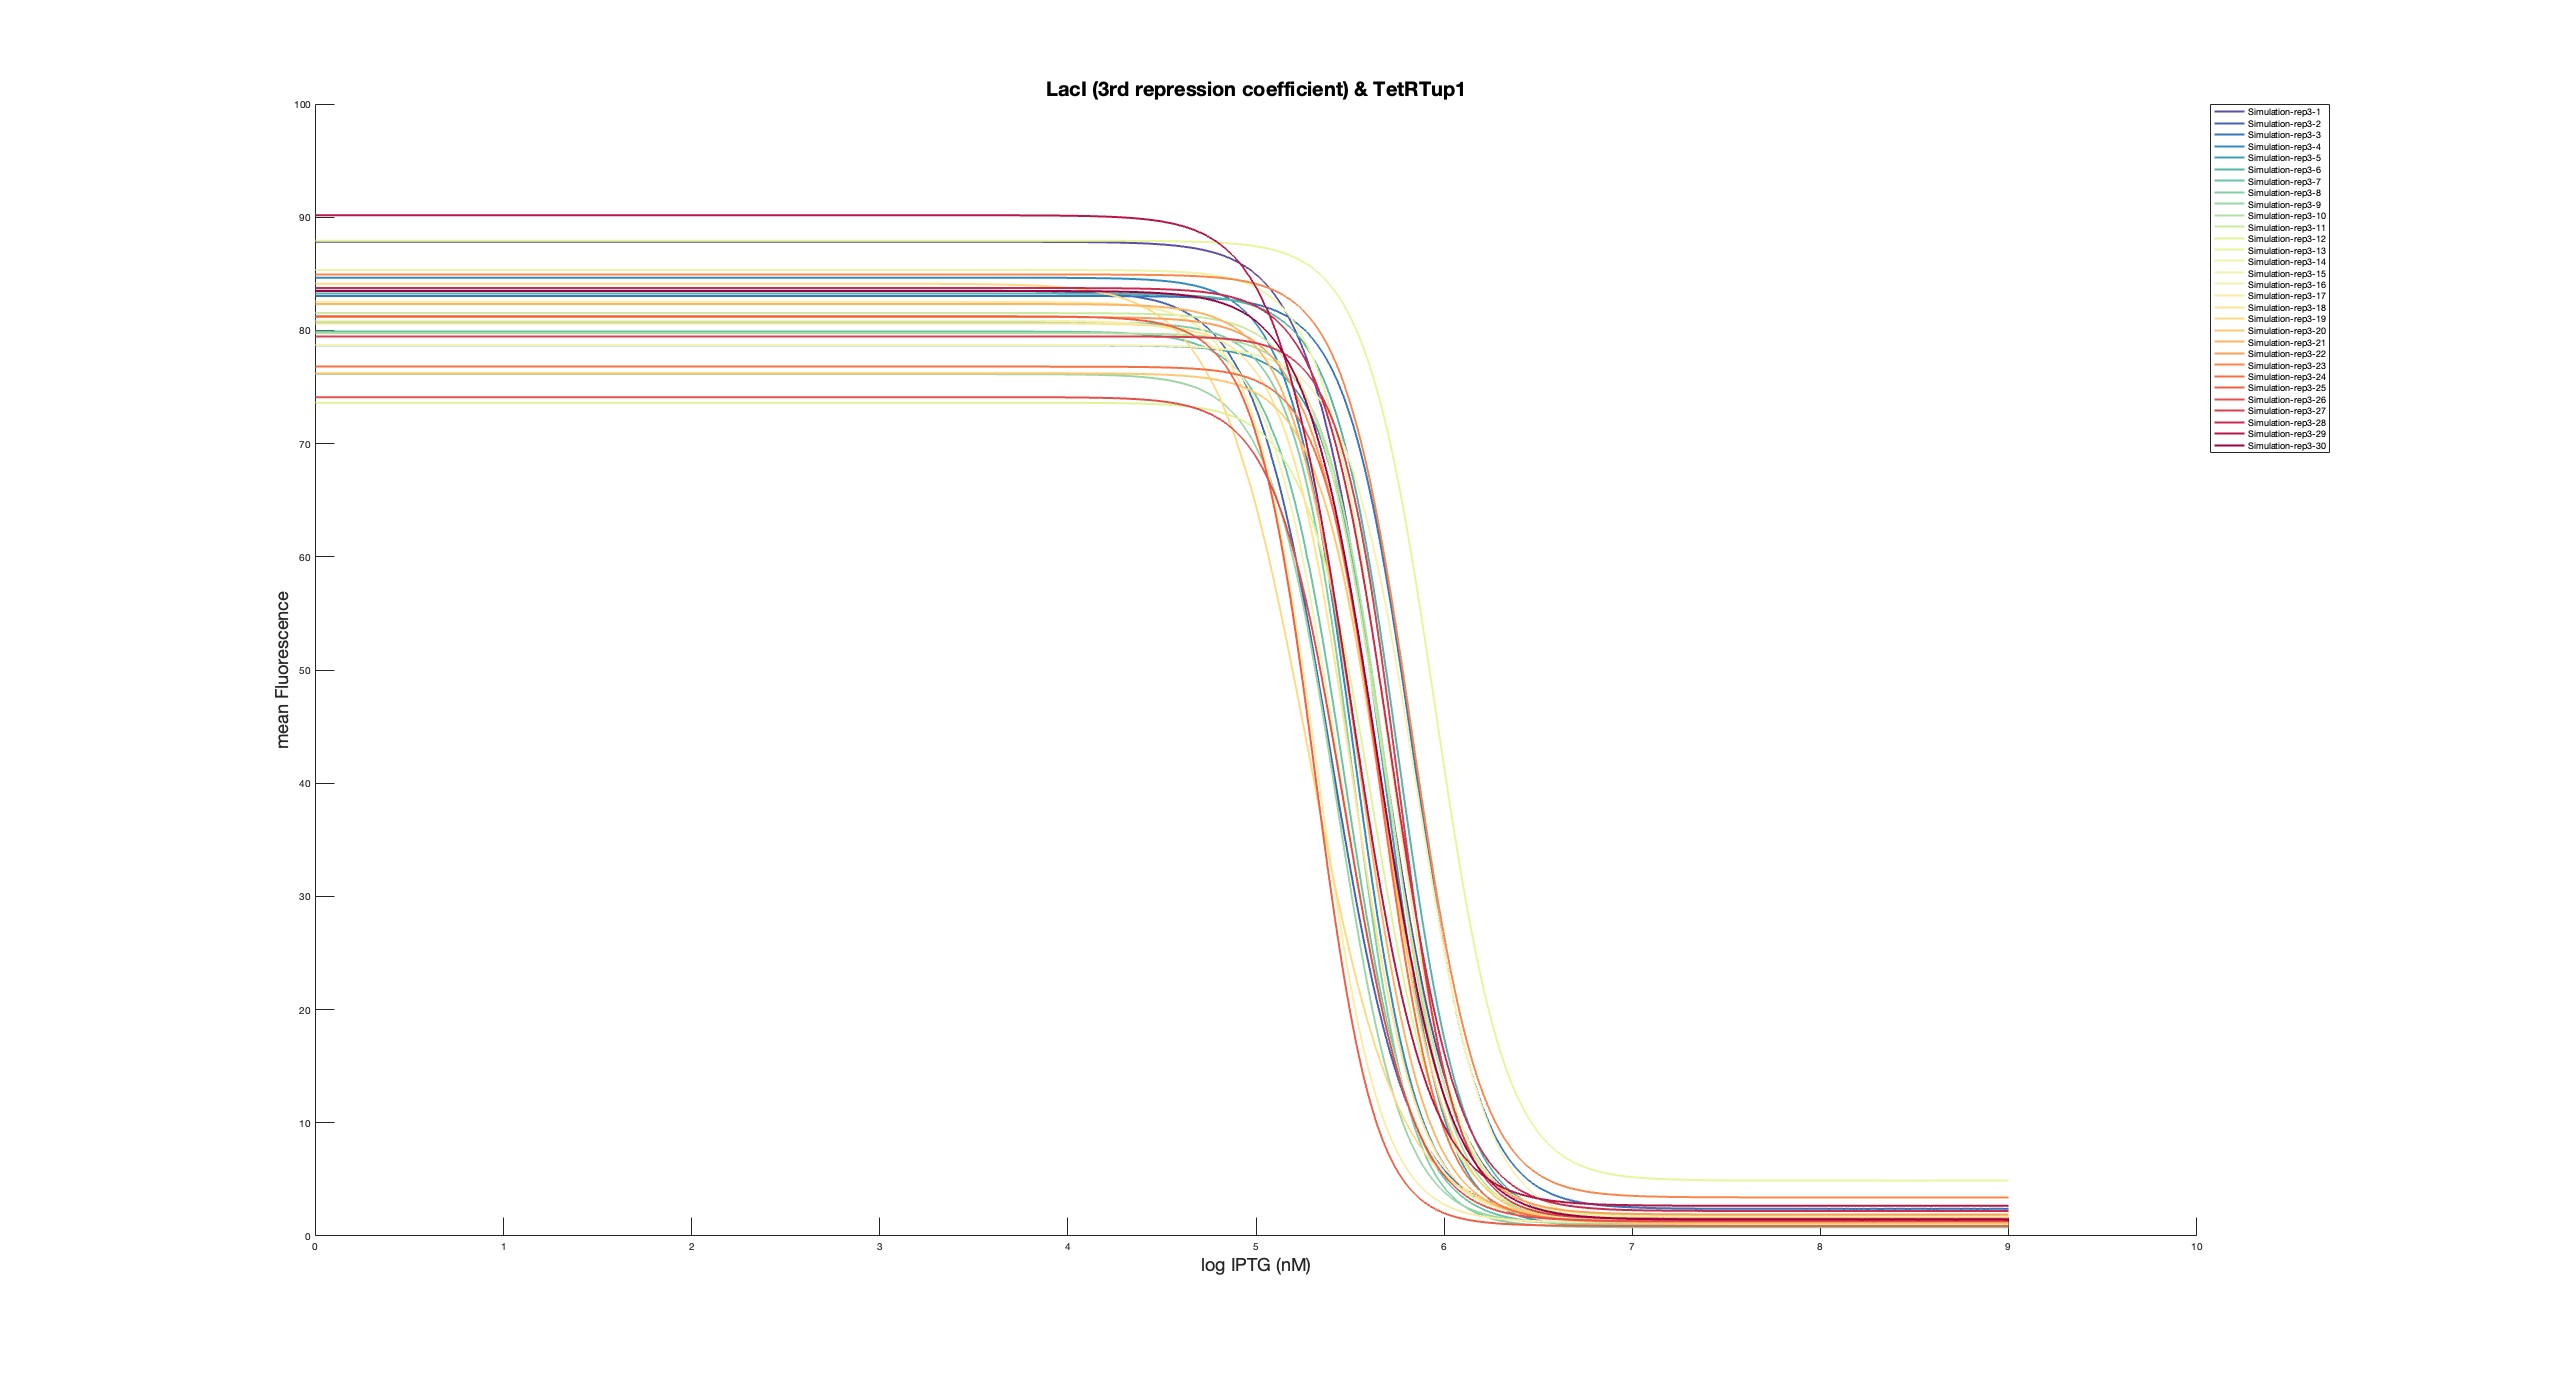 LacI (3rd repression coefficient) & TetRTup1
100
90
80
70
60
50
40
30
20
10
0
mean Fluorescence
0 1 2 3 4 5 6 7 8 9 10
log IPTG (nM)
Simulation-rep3-1
Simulation-rep3-2
Simulation-rep3-3
Simulation-rep3-4
Simulation-rep3-5
Simulation-rep3-6
Simulation-rep3-7
Simulation-rep3-8
Simulation-rep3-9
Simulation-rep3-10
Simulation-rep3-11
Simulation-rep3-12
Simulation-rep3-13
Simulation-rep3-14
Simulation-rep3-15
Simulation-rep3-16
Simulation-rep3-17
Simulation-rep3-18
Simulation-rep3-19
Simulation-rep3-20
Simulation-rep3-21
Simulation-rep3-22
Simulation-rep3-23
Simulation-rep3-24
Simulation-rep3-25
Simulation-rep3-26
Simulation-rep3-27
Simulation-rep3-28
Simulation-rep3-29
Simulation-rep3-30